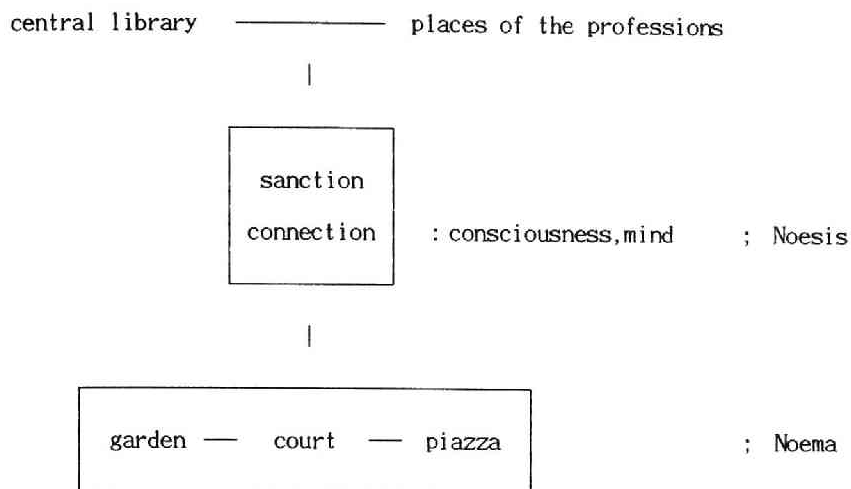 central library — places of the professions
sanction
connection : consciousness,mind ; Noesis
garden — court — piazza ; Noema